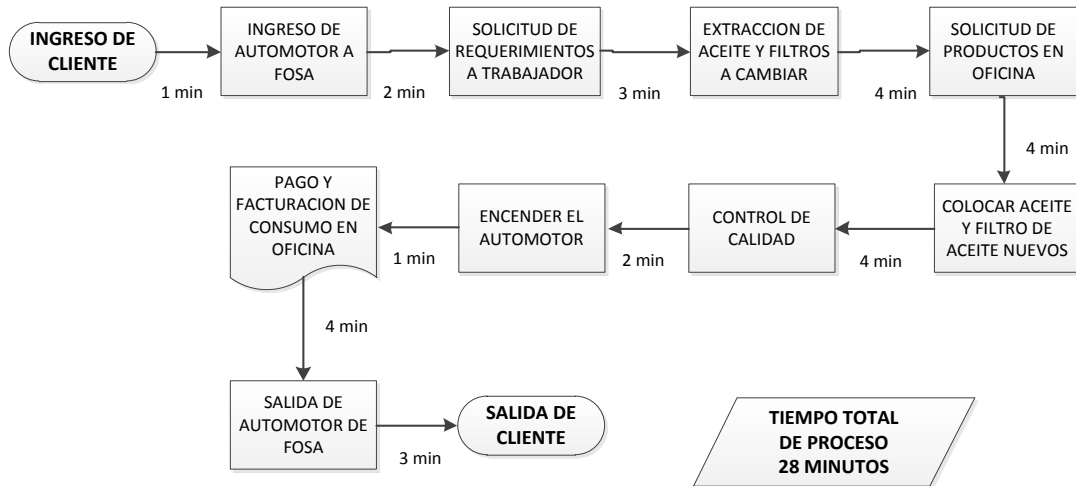 INGRESO DE
CLIENTE
1 min
INGRESO DE
AUTOMOTOR A
FOSA
2 min
SOLICITUD DE
REQUERIMIENTOS
A TRABAJADOR
3 min
EXTRACCION DE
ACEITE Y FILTROS
A CAMBIAR
4 min
SOLICITUD DE
PRODUCTOS EN
OFICINA
4 min
COLOCAR ACEITE
Y FILTRO DE
ACEITE NUEVOS
4 min
CONTROL DE
CALIDAD
2 min
ENCENDER EL
AUTOMOTOR
1 min
PAGO Y
FACTURACION DE
CONSUMO EN
OFICINA
4 min
SALIDA DE
AUTOMOTOR DE
FOSA
3 min
SALIDA DE
CLIENTE
TIEMPO TOTAL
DE PROCESO
28 MINUTOS